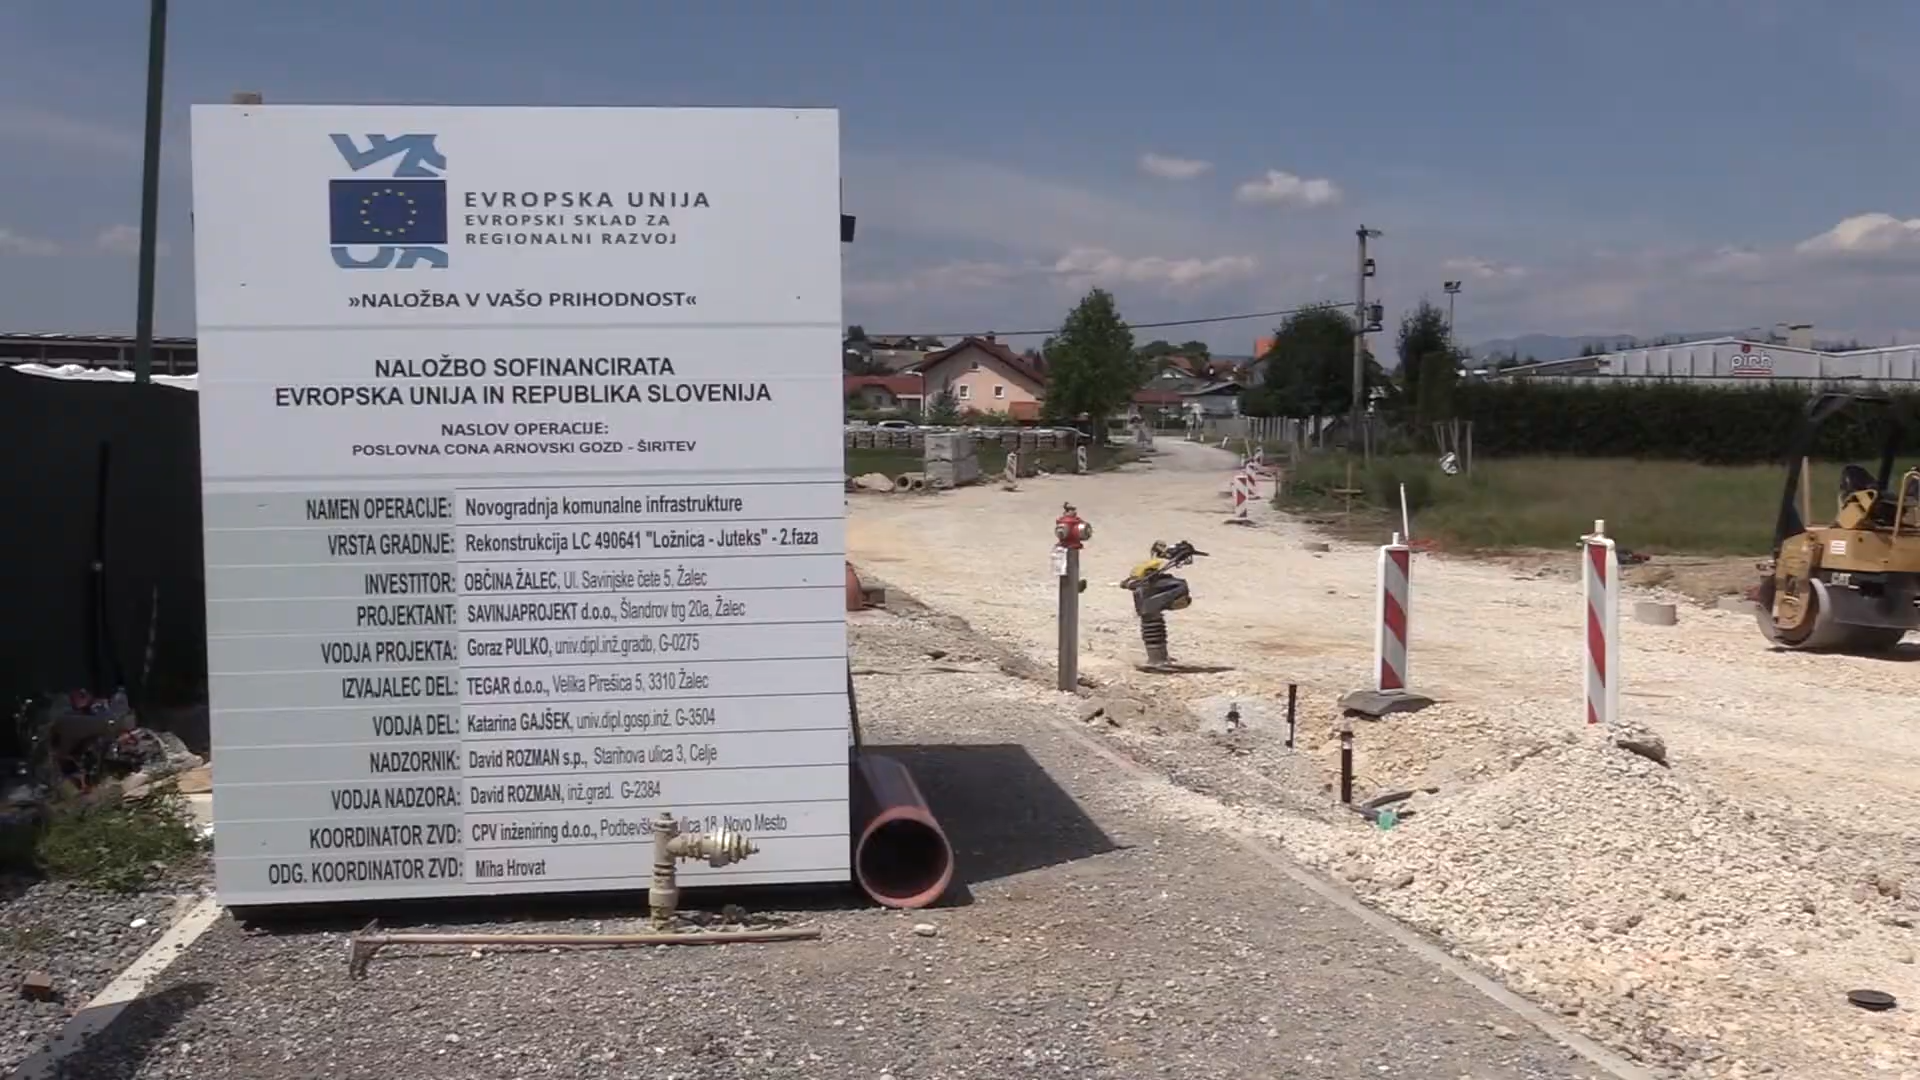 EVROPSKA UNIJA
EVROPSKI SKLAD ZA
REGIONALNI RAZVOJ
»NALOŽBA V VAŠO PRIHODNOST«
NALOŽBO SOFINANCIRATA
EVROPSKA UNIJA IN REPUBLIKA SLOVENIJA
NASLOV OPERACIJE:
POSLOVNA CONA ARNOVSKI GOZD - ŠIRITEV
NAMEN OPERACIJE: Novogradnja komunalne infrastrukture
VRSTA GRADNJE: Rekonstrukcija LC 490641 "Ložnica - Juteks" - 2.faza
INVESTITOR: OBČINA ŽALEC, Ul. Savinjske čete 5, Žalec
PROJEKTANT: SAVINJAPROJEKT d.o.o., Šlandrov trg 20a, Žalec
VODJA PROJEKTA: Goraz PULKO, univ.dipl.inž.gradb, G-0275
IZVAJALEC DEL: TEGAR d.o.o., Velika Pirešica 5, 3310 Žalec
VODJA DEL: Katarina GAJŠEK, univ.dipl.gosp.inž. G-3504
NADZORNIK: David ROZMAN s.p., Stanihova ulica 3, Celje
VODJA NADZORA: David ROZMAN, inž.grad. G-2384
KOORDINATOR ZVD: CPV inženiring d.o.o., 18, Novo Mesto
ODG. KOORDINATOR ZVD: Miha Hrovat
pirh
CAT